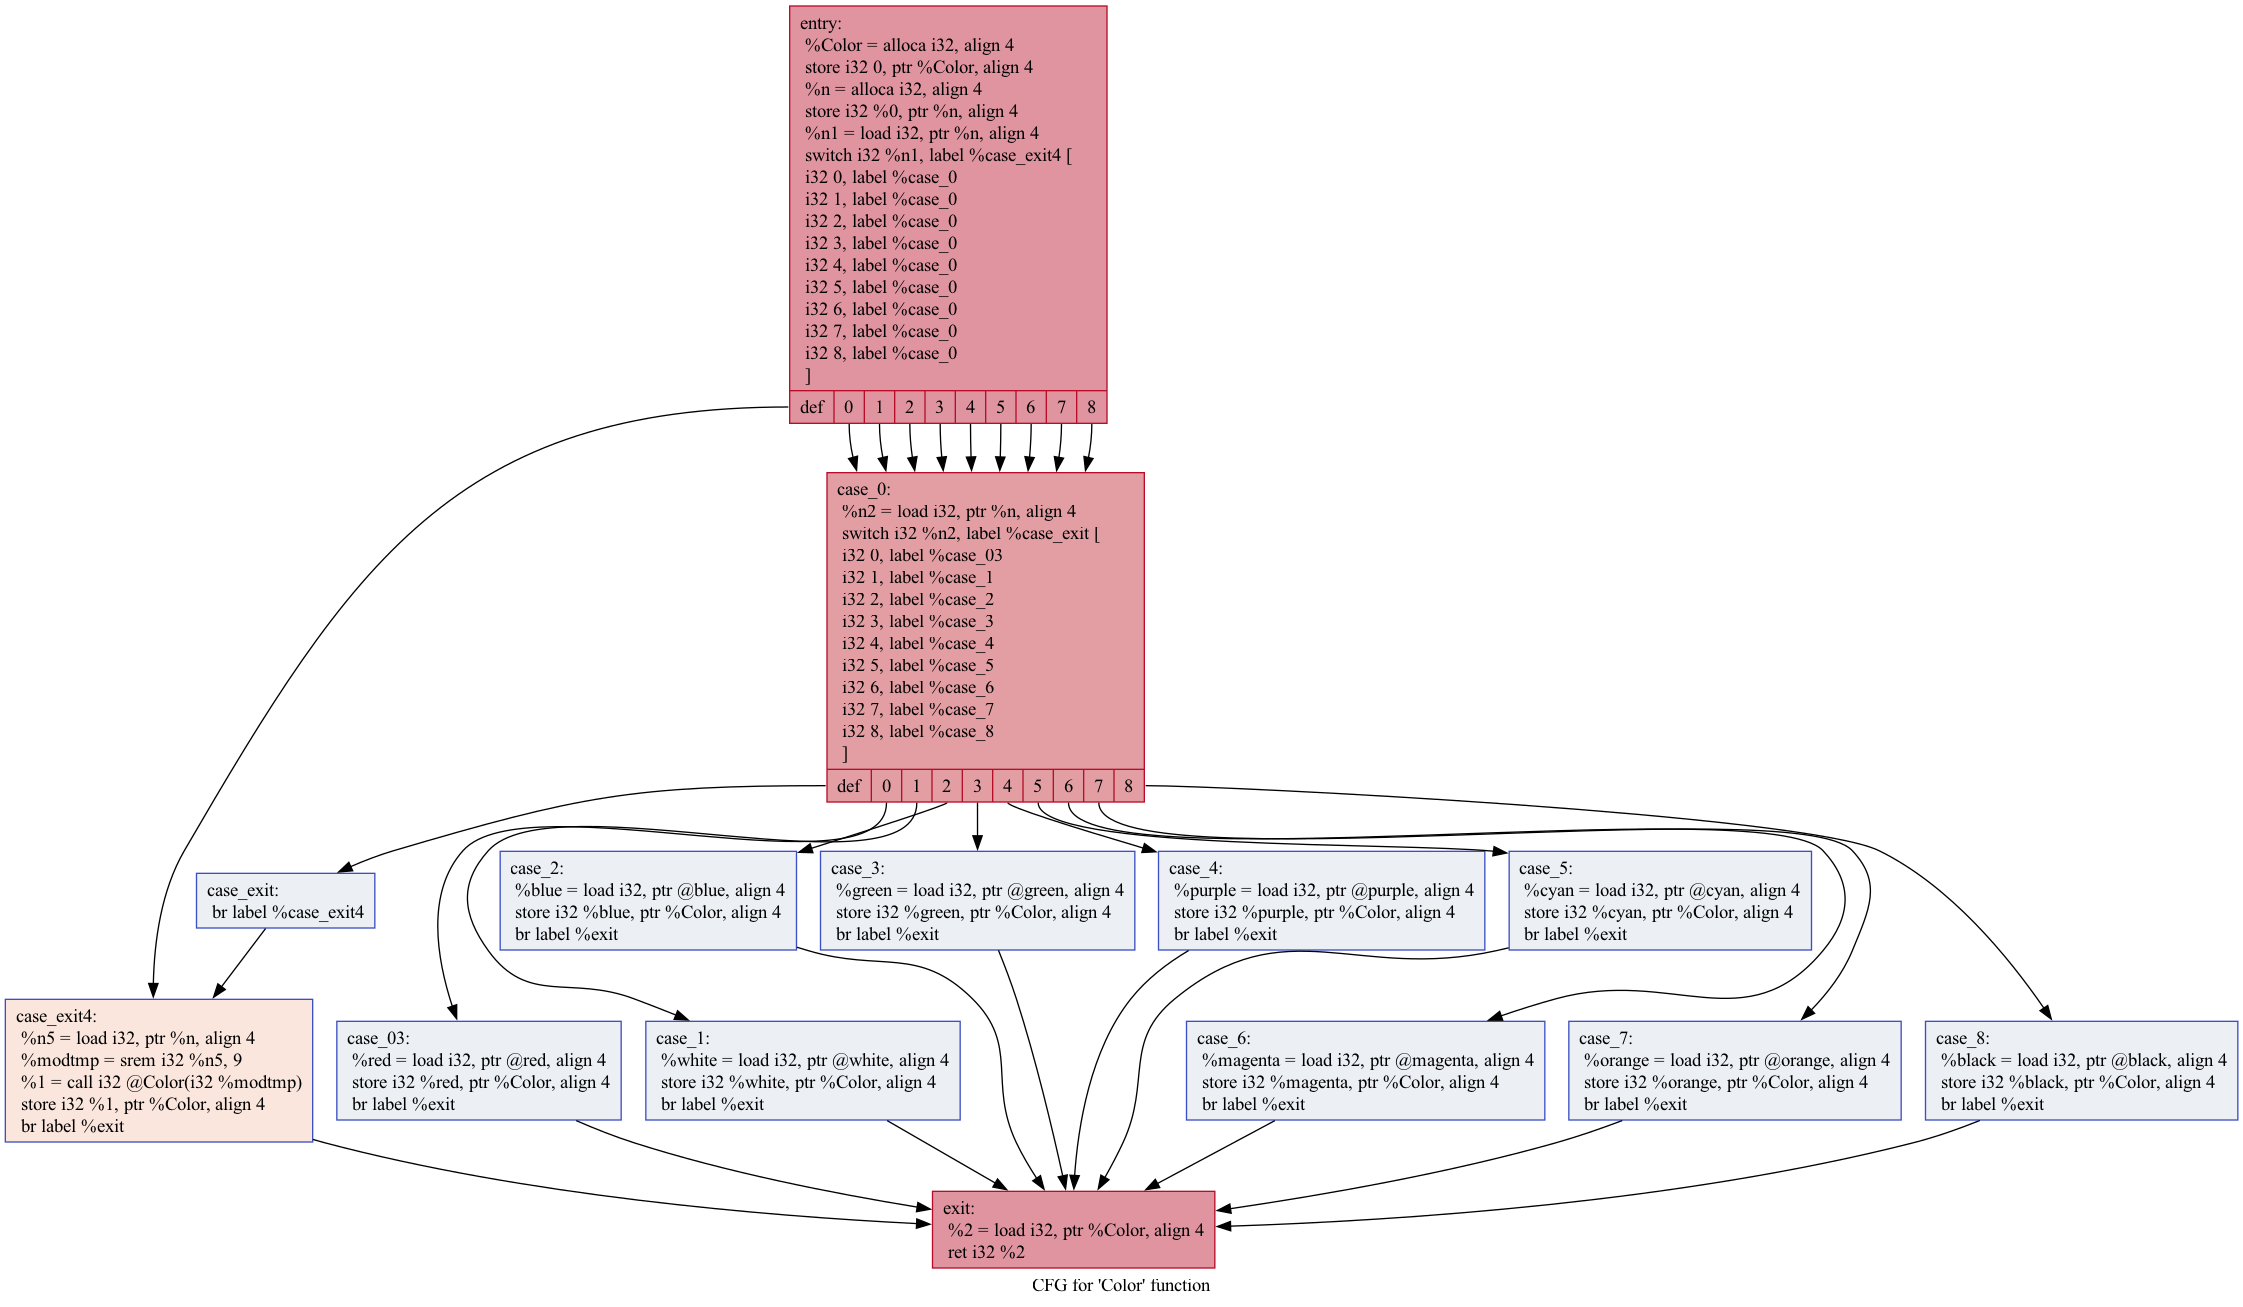 entry:
%Color = alloca i32, align 4
store i32 0, ptr %Color, align 4
%n = alloca i32, align 4
store i32 %0, ptr %n, align 4
%n1 = load i32, ptr %n, align 4
switch i32 %n1, label %case_exit4 [
i32 0, label %case_0
i32 1, label %case_0
i32 2, label %case_0
i32 3, label %case_0
i32 4, label %case_0
i32 5, label %case_0
i32 6, label %case_0
i32 7, label %case_0
i32 8, label %case_0
]
def 0 1 2 3 4 5 6 7 8
case_0:
%n2 = load i32, ptr %n, align 4
switch i32 %n2, label %case_exit [
i32 0, label %case_03
i32 1, label %case_1
i32 2, label %case_2
i32 3, label %case_3
i32 4, label %case_4
i32 5, label %case_5
i32 6, label %case_6
i32 7, label %case_7
i32 8, label %case_8
]
def 0 1 2 3 4 5 6 7 8
case_exit:
br label %case_exit4
case_2:
%blue = load i32, ptr @blue, align 4
store i32 %blue, ptr %Color, align 4
br label %exit
case_3:
%green = load i32, ptr @green, align 4
store i32 %green, ptr %Color, align 4
br label %exit
case_4:
%purple = load i32, ptr @purple, align 4
store i32 %purple, ptr %Color, align 4
br label %exit
case_5:
%cyan = load i32, ptr @cyan, align 4
store i32 %cyan, ptr %Color, align 4
br label %exit
case_exit4:
%n5 = load i32, ptr %n, align 4
%modtmp = srem i32 %n5, 9
%1 = call i32 @Color(i32 %modtmp)
store i32 %1, ptr %Color, align 4
br label %exit
case_03:
%red = load i32, ptr @red, align 4
store i32 %red, ptr %Color, align 4
br label %exit
case_1:
%white = load i32, ptr @white, align 4
store i32 %white, ptr %Color, align 4
br label %exit
case_6:
%magenta = load i32, ptr @magenta, align 4
store i32 %magenta, ptr %Color, align 4
br label %exit
case_7:
%orange = load i32, ptr @orange, align 4
store i32 %orange, ptr %Color, align 4
br label %exit
case_8:
%black = load i32, ptr @black, align 4
store i32 %black, ptr %Color, align 4
br label %exit
exit:
%2 = load i32, ptr %Color, align 4
ret i32 %2
CFG for 'Color' function